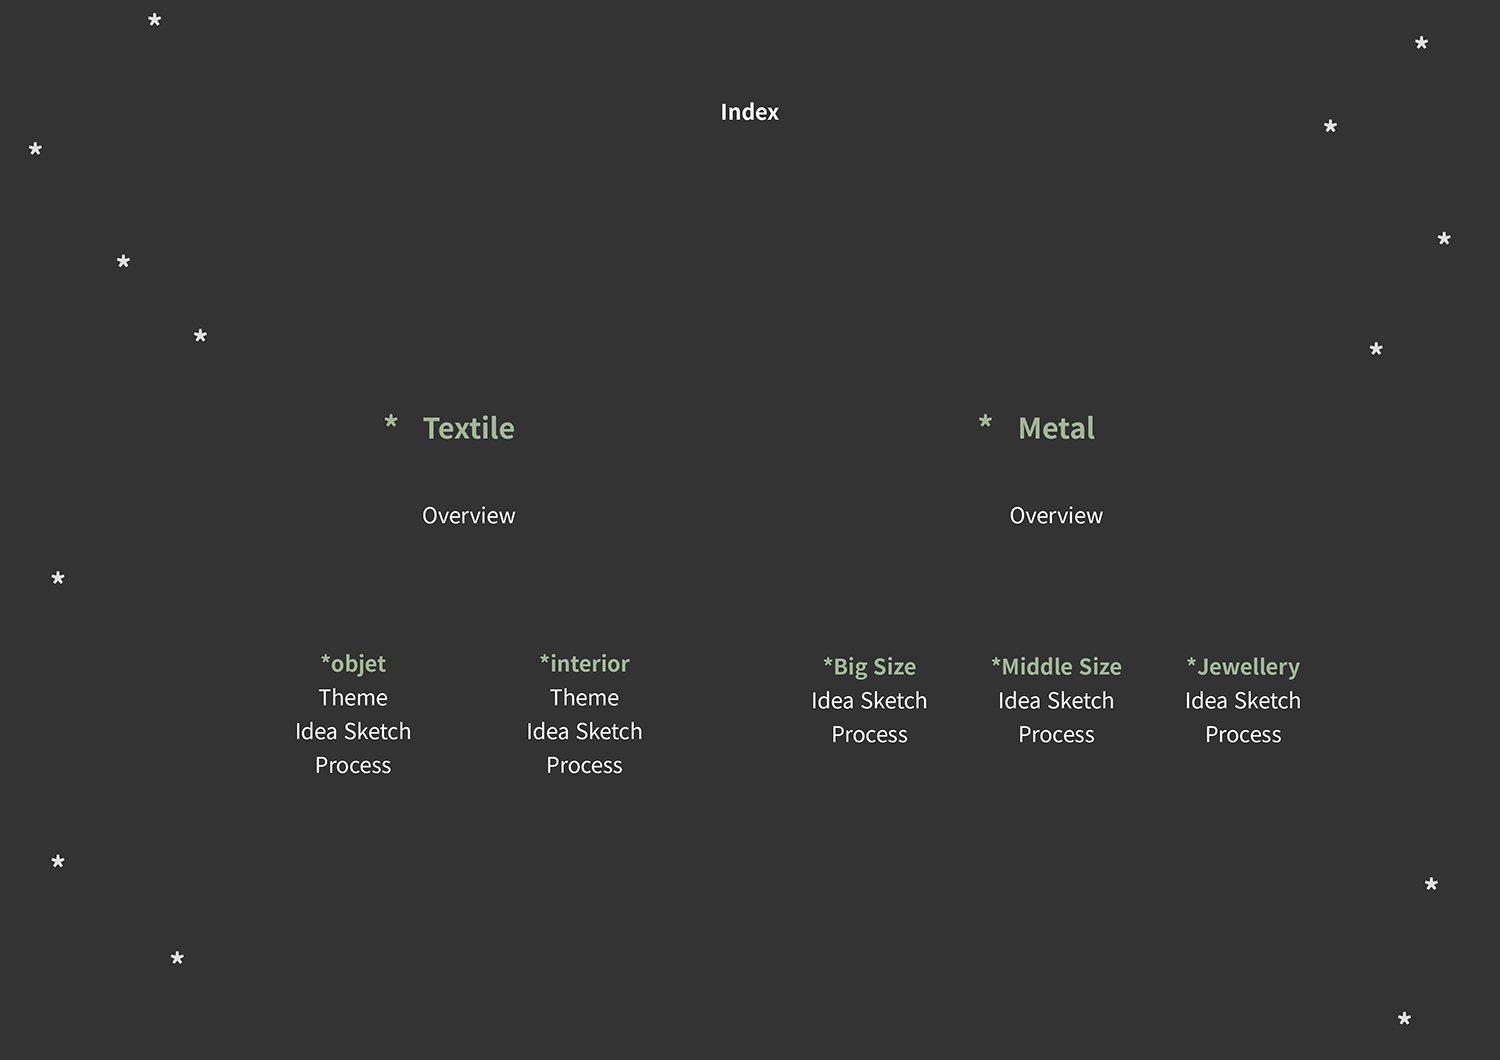 Index
* Textile
Overview
*objet
Theme
Idea Sketch
Process
*interior
Theme
Idea Sketch
Process
* Metal
Overview
*Big Size
Idea Sketch
Process
*Middle Size
Idea Sketch
Process
*Jewellery
Idea Sketch
Process